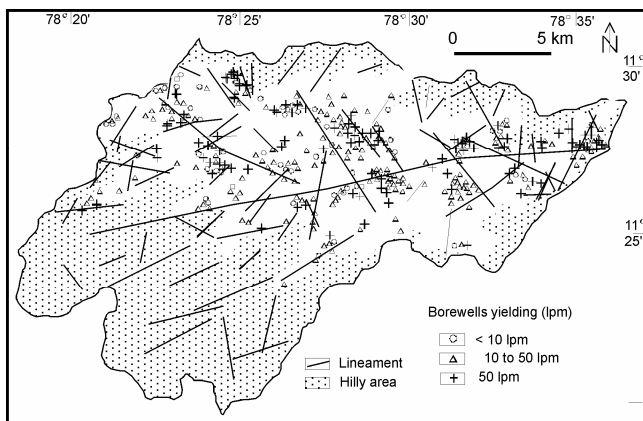 78° 20' 78° 25' 78° 30' 78° 35'
0 5 km
N
11°
30'
11°
25'
Borewells yielding (lpm)
< 10 lpm
Lineament 10 to 50 lpm
Hilly area 50 lpm